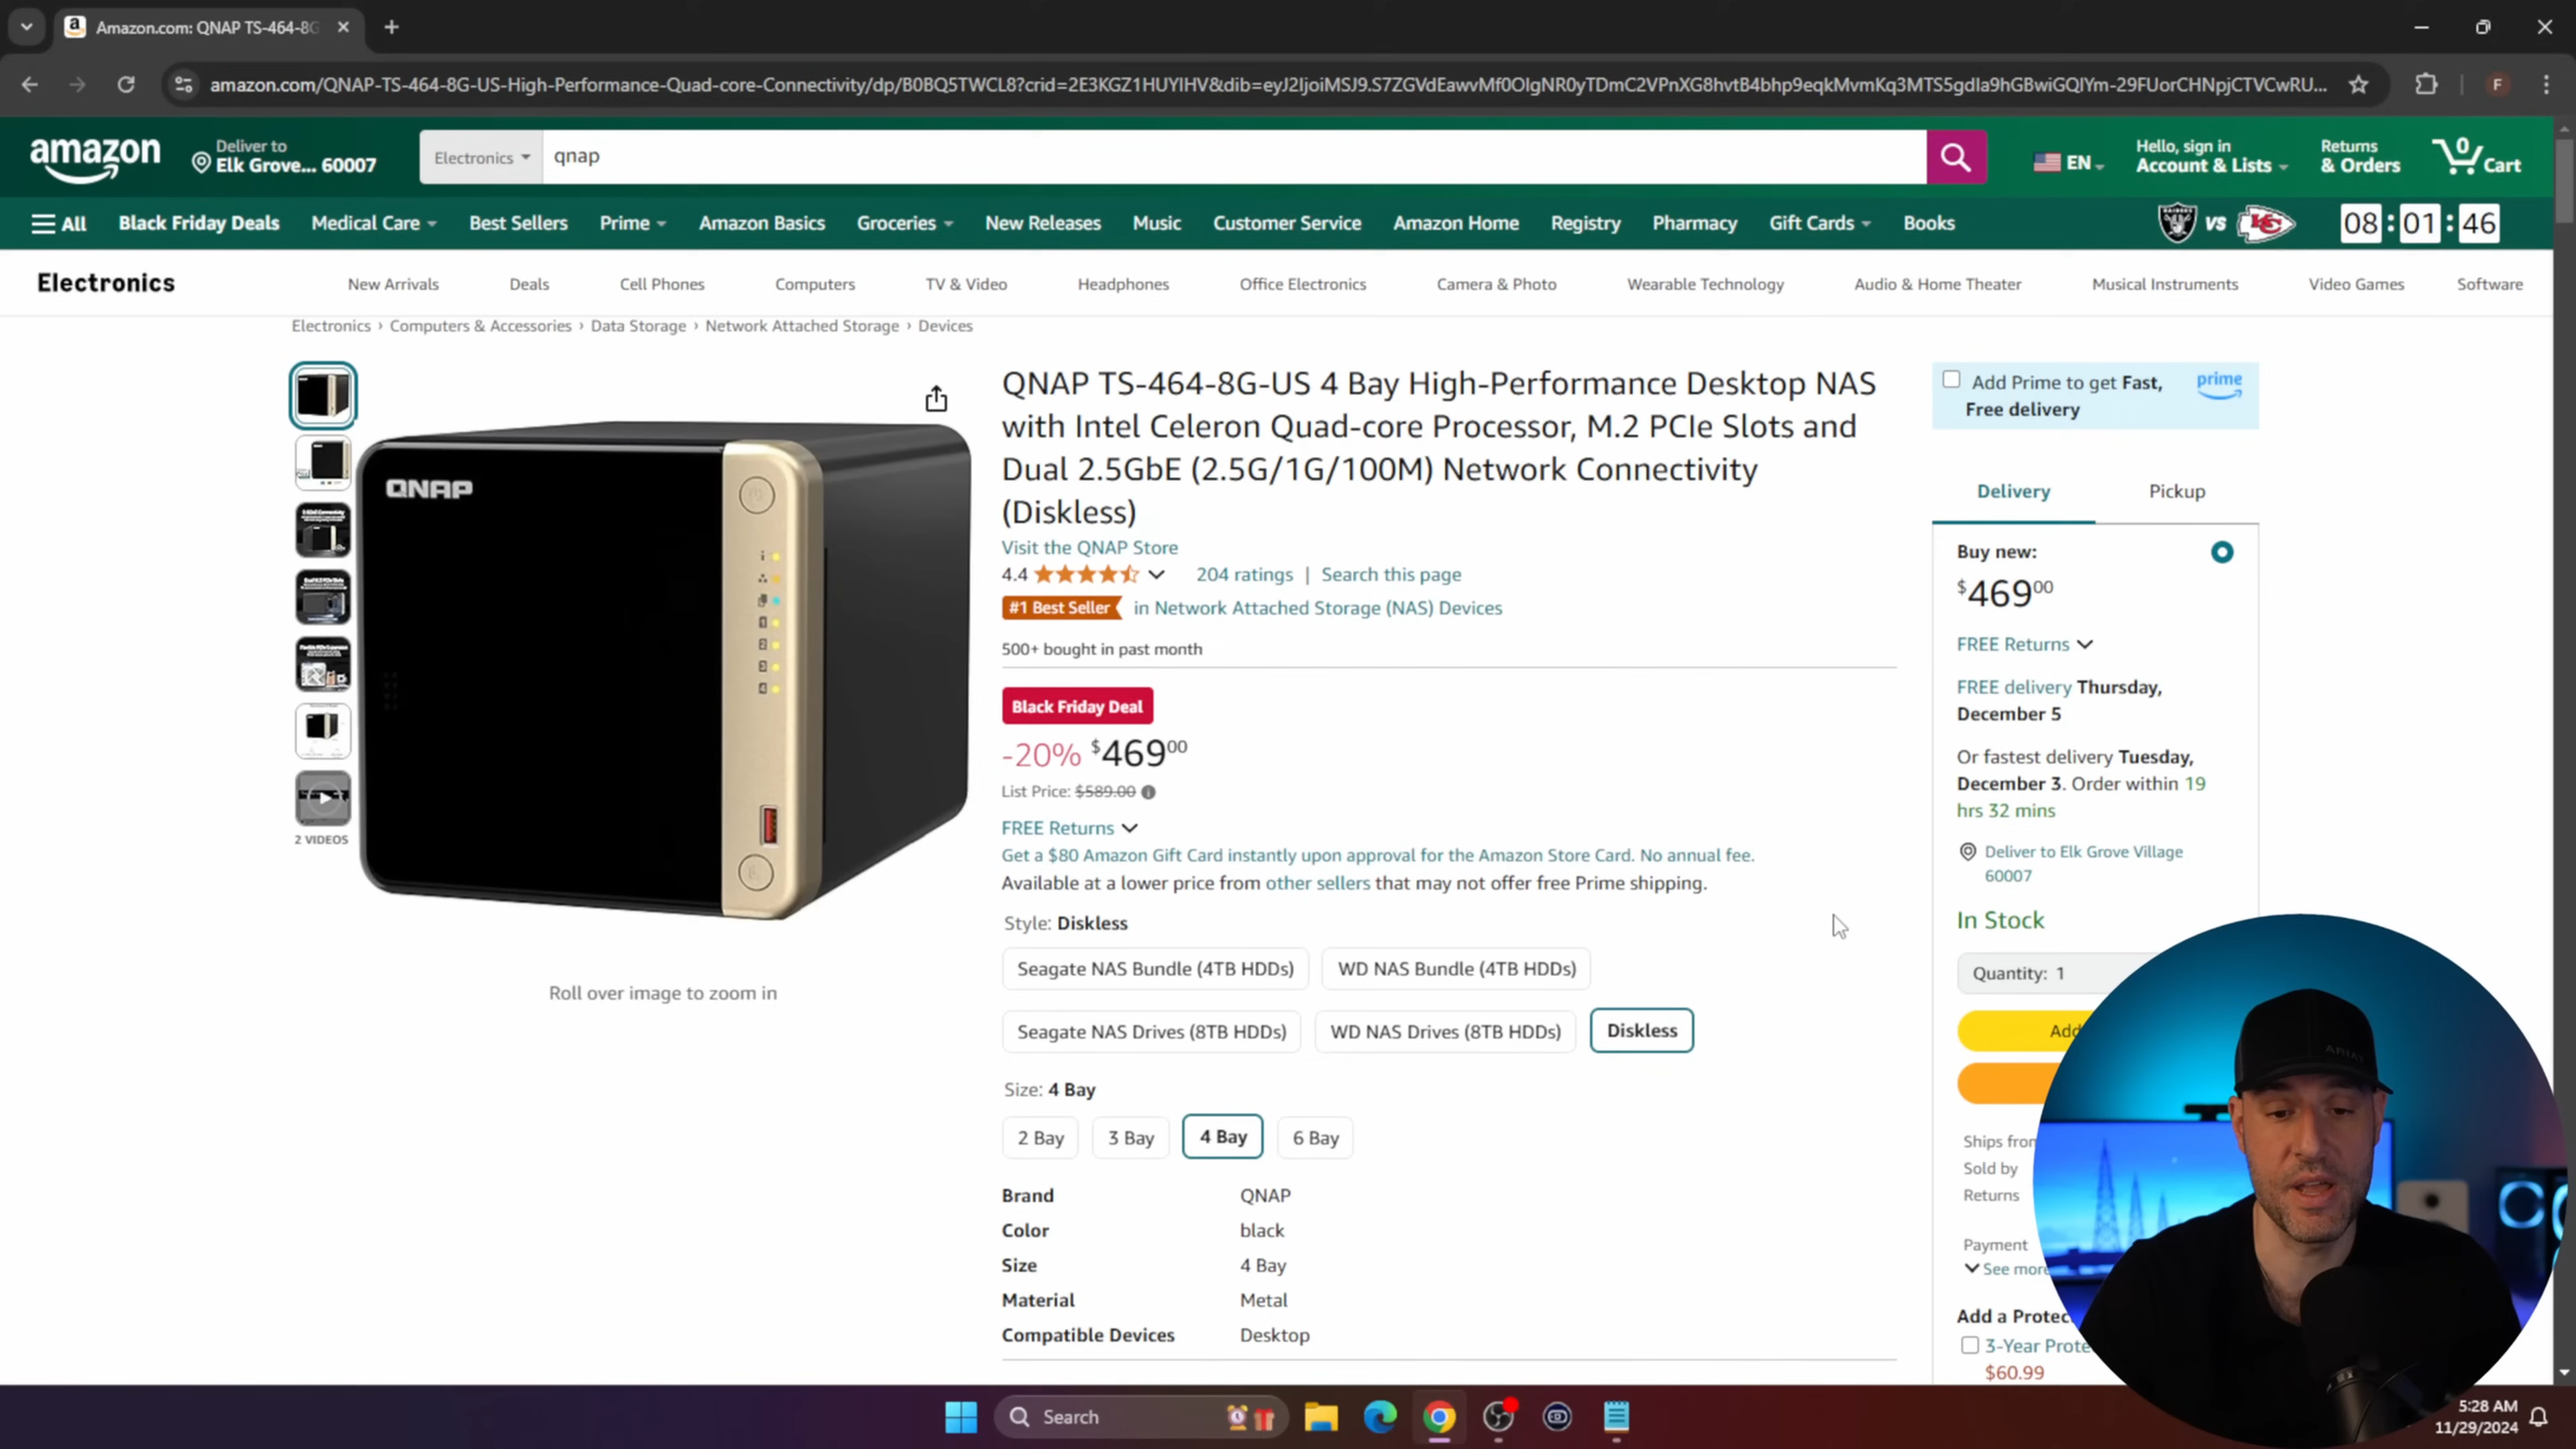 Amazon.com: QNAP TS-464-8G
amazon.com/QNAP-TS-464-8G-US-High-Performance-Quad-core-Connectivity/dp/B0BQ5TWCL8?crid=2E3KGZ1HUYIHV&dib=eyJ2IjoiMSJ9.S7ZGVdEawvMf0OIgNR0yTDmC2VPnXG8hvtB4bhp9eqkMvmKq3MTS5gdla9hGBwiGQlYm-29FUorCHNpjCTVCwRU...
F
amazon
Deliver to
Elk Grove... 60007
Electronics
qnap
EN
Hello, sign in
Account & Lists
Returns
& Orders
0
Cart
All
Black Friday Deals
Medical Care
Best Sellers
Prime
Amazon Basics
Groceries
New Releases
Music
Customer Service
Amazon Home
Registry
Pharmacy
Gift Cards
Books
RAIDERS
VS
KC
08 : 01 : 46
Electronics
New Arrivals
Deals
Cell Phones
Computers
TV & Video
Headphones
Office Electronics
Camera & Photo
Wearable Technology
Audio & Home Theater
Musical Instruments
Video Games
Software
Electronics › Computers & Accessories › Data Storage › Network Attached Storage › Devices
QNAP
1
2
3
4
2 VIDEOS
Roll over image to zoom in
QNAP TS-464-8G-US 4 Bay High-Performance Desktop NAS
with Intel Celeron Quad-core Processor, M.2 PCIe Slots and
Dual 2.5GbE (2.5G/1G/100M) Network Connectivity
(Diskless)
Visit the QNAP Store
4.4
204 ratings | Search this page
#1 Best Seller in Network Attached Storage (NAS) Devices
500+ bought in past month
Black Friday Deal
-20% $469 00
List Price: $589.00
FREE Returns
Get a $80 Amazon Gift Card instantly upon approval for the Amazon Store Card. No annual fee.
Available at a lower price from other sellers that may not offer free Prime shipping.
Style: Diskless
Seagate NAS Bundle (4TB HDDs)
WD NAS Bundle (4TB HDDs)
Seagate NAS Drives (8TB HDDs)
WD NAS Drives (8TB HDDs)
Diskless
Size: 4 Bay
2 Bay
3 Bay
4 Bay
6 Bay
Brand QNAP
Color black
Size 4 Bay
Material Metal
Compatible Devices Desktop
Add Prime to get Fast,
Free delivery
prime
Delivery
Pickup
Buy new:
$469 00
FREE Returns
FREE delivery Thursday,
December 5
Or fastest delivery Tuesday,
December 3. Order within 19
hrs 32 mins
Deliver to Elk Grove Village
60007
In Stock
Quantity: 1
Add
Ships from
Sold by
Returns
Payment
See more
Add a Protec
3-Year Prote
$60.99
Search
5:28 AM
11/29/2024